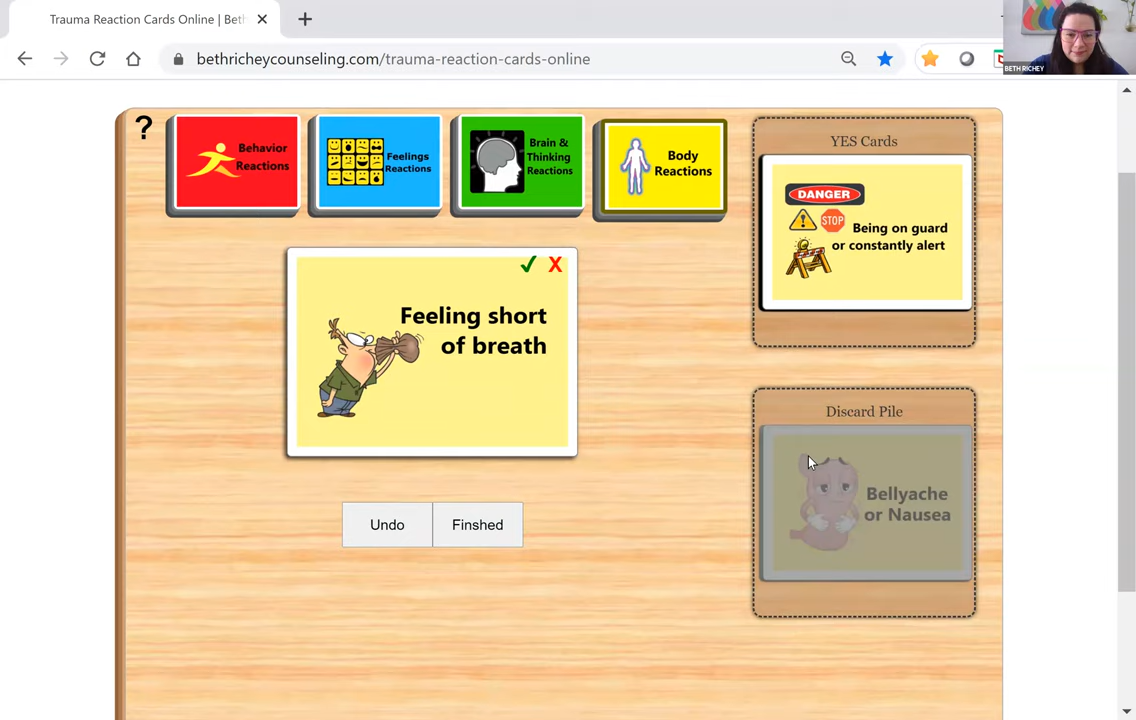 Trauma Reaction Cards Online | Bet
bethricheycounseling.com/trauma-reaction-cards-online
BETH RICHEY
?
Behavior
Reactions
Feelings
Reactions
Brain &
Thinking
Reactions
Body
Reactions
YES Cards
DANGER
STOP
Being on guard
or constantly alert
✓ X
Feeling short
of breath
Discard Pile
Bellyache
or Nausea
Undo
Finshed